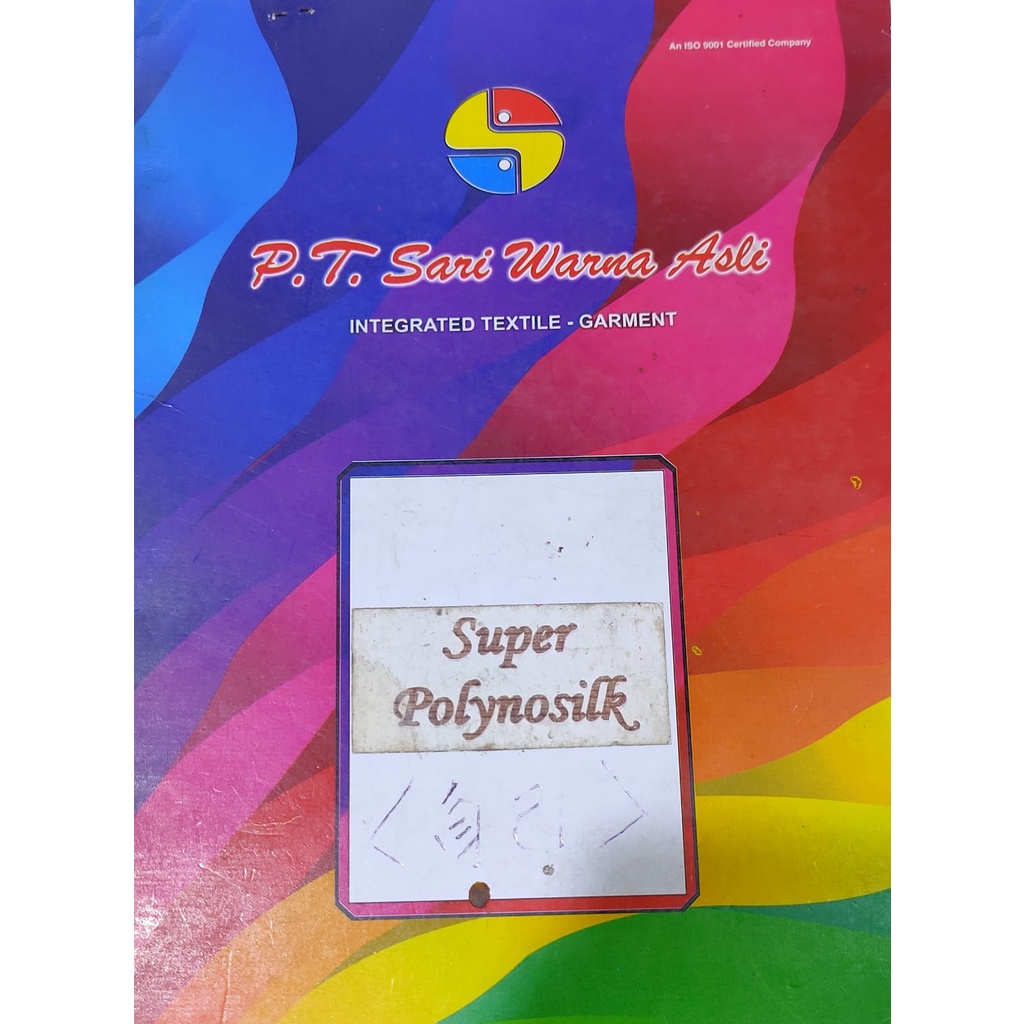 An ISO 9001 Certified Company
P.T. Sari Warna Asli
INTEGRATED TEXTILE - GARMENT
Super
Polynosilk